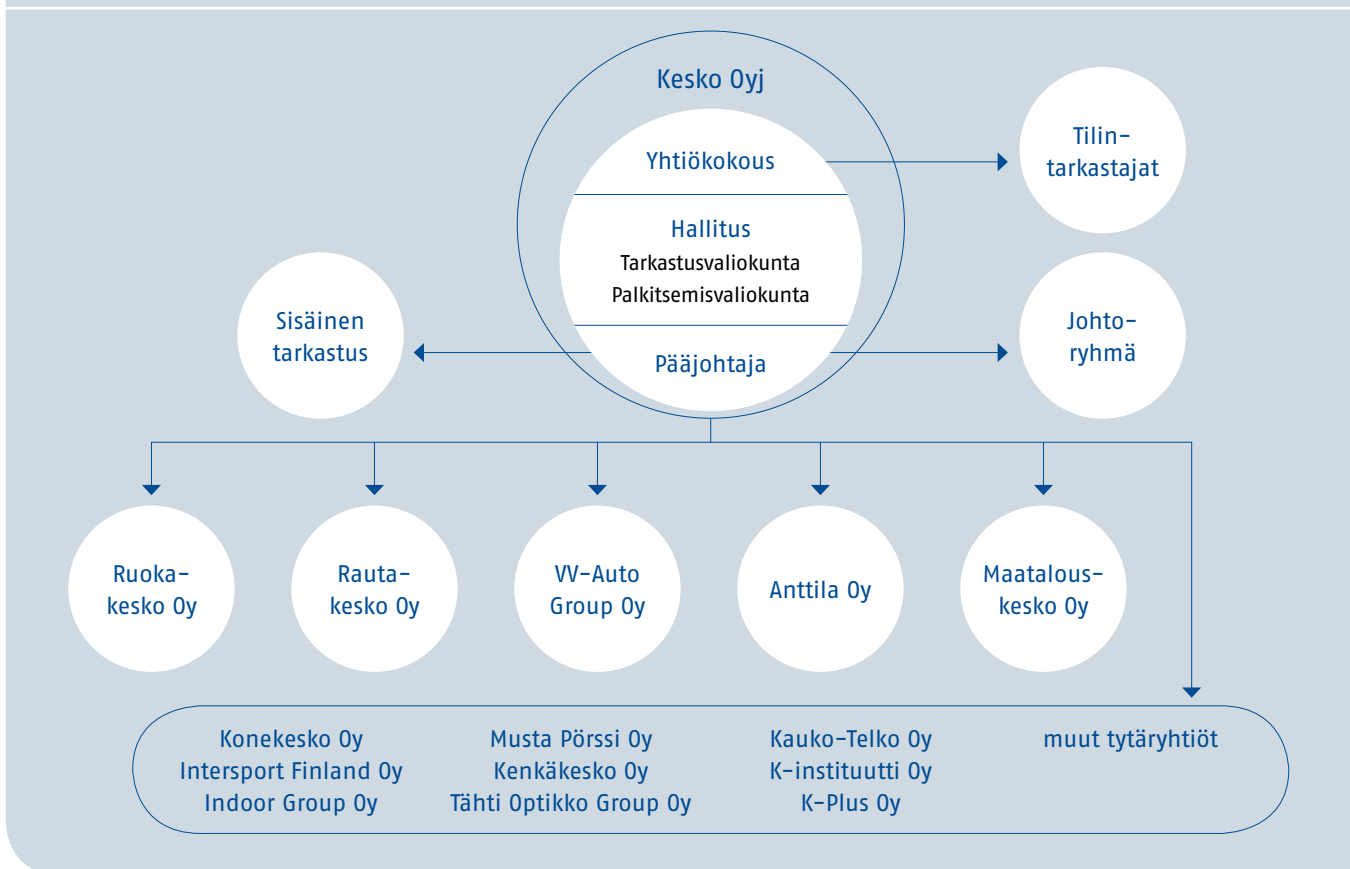 Kesko Oyj
Yhtiökokous
Tilin-
tarkastajat
Hallitus
Tarkastusvaliokunta
Palkitsemisvaliokunta
Sisäinen
tarkastus
Johto-
ryhmä
Pääjohtaja
Ruoka-
kesko Oy
Rauta-
kesko Oy
VV-Auto
Group Oy
Anttila Oy
Maatalous-
kesko Oy
Konekesko Oy
Intersport Finland Oy
Indoor Group Oy
Musta Pörssi Oy
Kenkäkesko Oy
Tähti Optikko Group Oy
Kauko-Telko Oy
K-instituutti Oy
K-Plus Oy
muut tytäryhtiöt